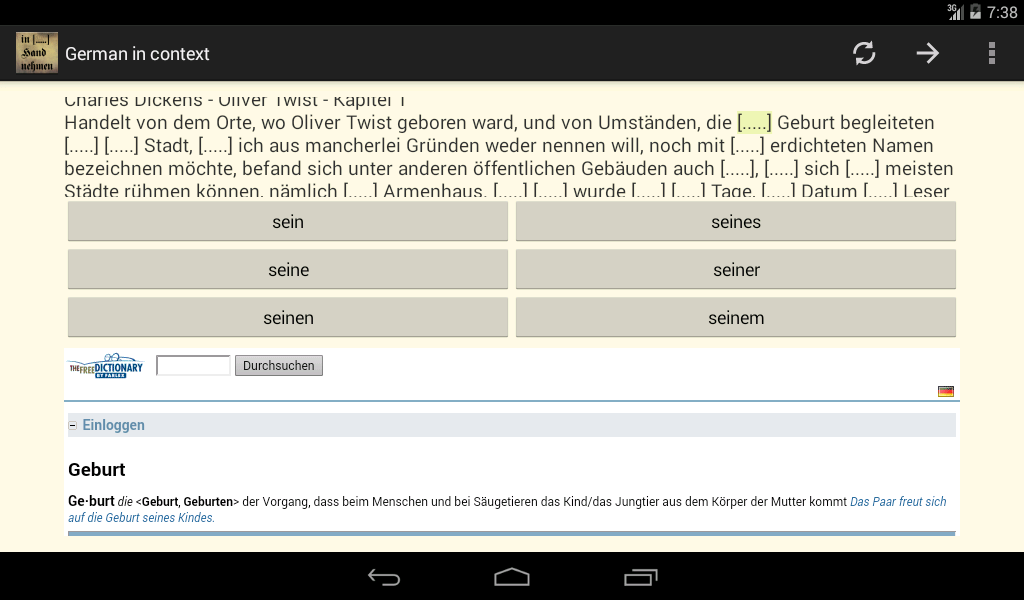 3G 7:38
in [.....]
Hand
nehmen
German in context
Charles Dickens - Oliver Twist - Kapitel 1
Handelt von dem Orte, wo Oliver Twist geboren ward, und von Umständen, die [.....] Geburt begleiteten
[.....] [.....] Stadt, [.....] ich aus mancherlei Gründen weder nennen will, noch mit [.....] erdichteten Namen
bezeichnen möchte, befand sich unter anderen öffentlichen Gebäuden auch [.....], [.....] sich [.....] meisten
Städte rühmen können, nämlich [.....] Armenhaus. [.....] [.....] wurde [.....] [.....] Tage, [.....] Datum [.....] Leser
sein
seines
seine
seiner
seinen
seinem
THEFREEDICTIONARY
BY FARLEX
Durchsuchen
Einloggen
Geburt
Ge·burt die <Geburt, Geburten> der Vorgang, dass beim Menschen und bei Säugetieren das Kind/das Jungtier aus dem Körper der Mutter kommt Das Paar freut sich
auf die Geburt seines Kindes.